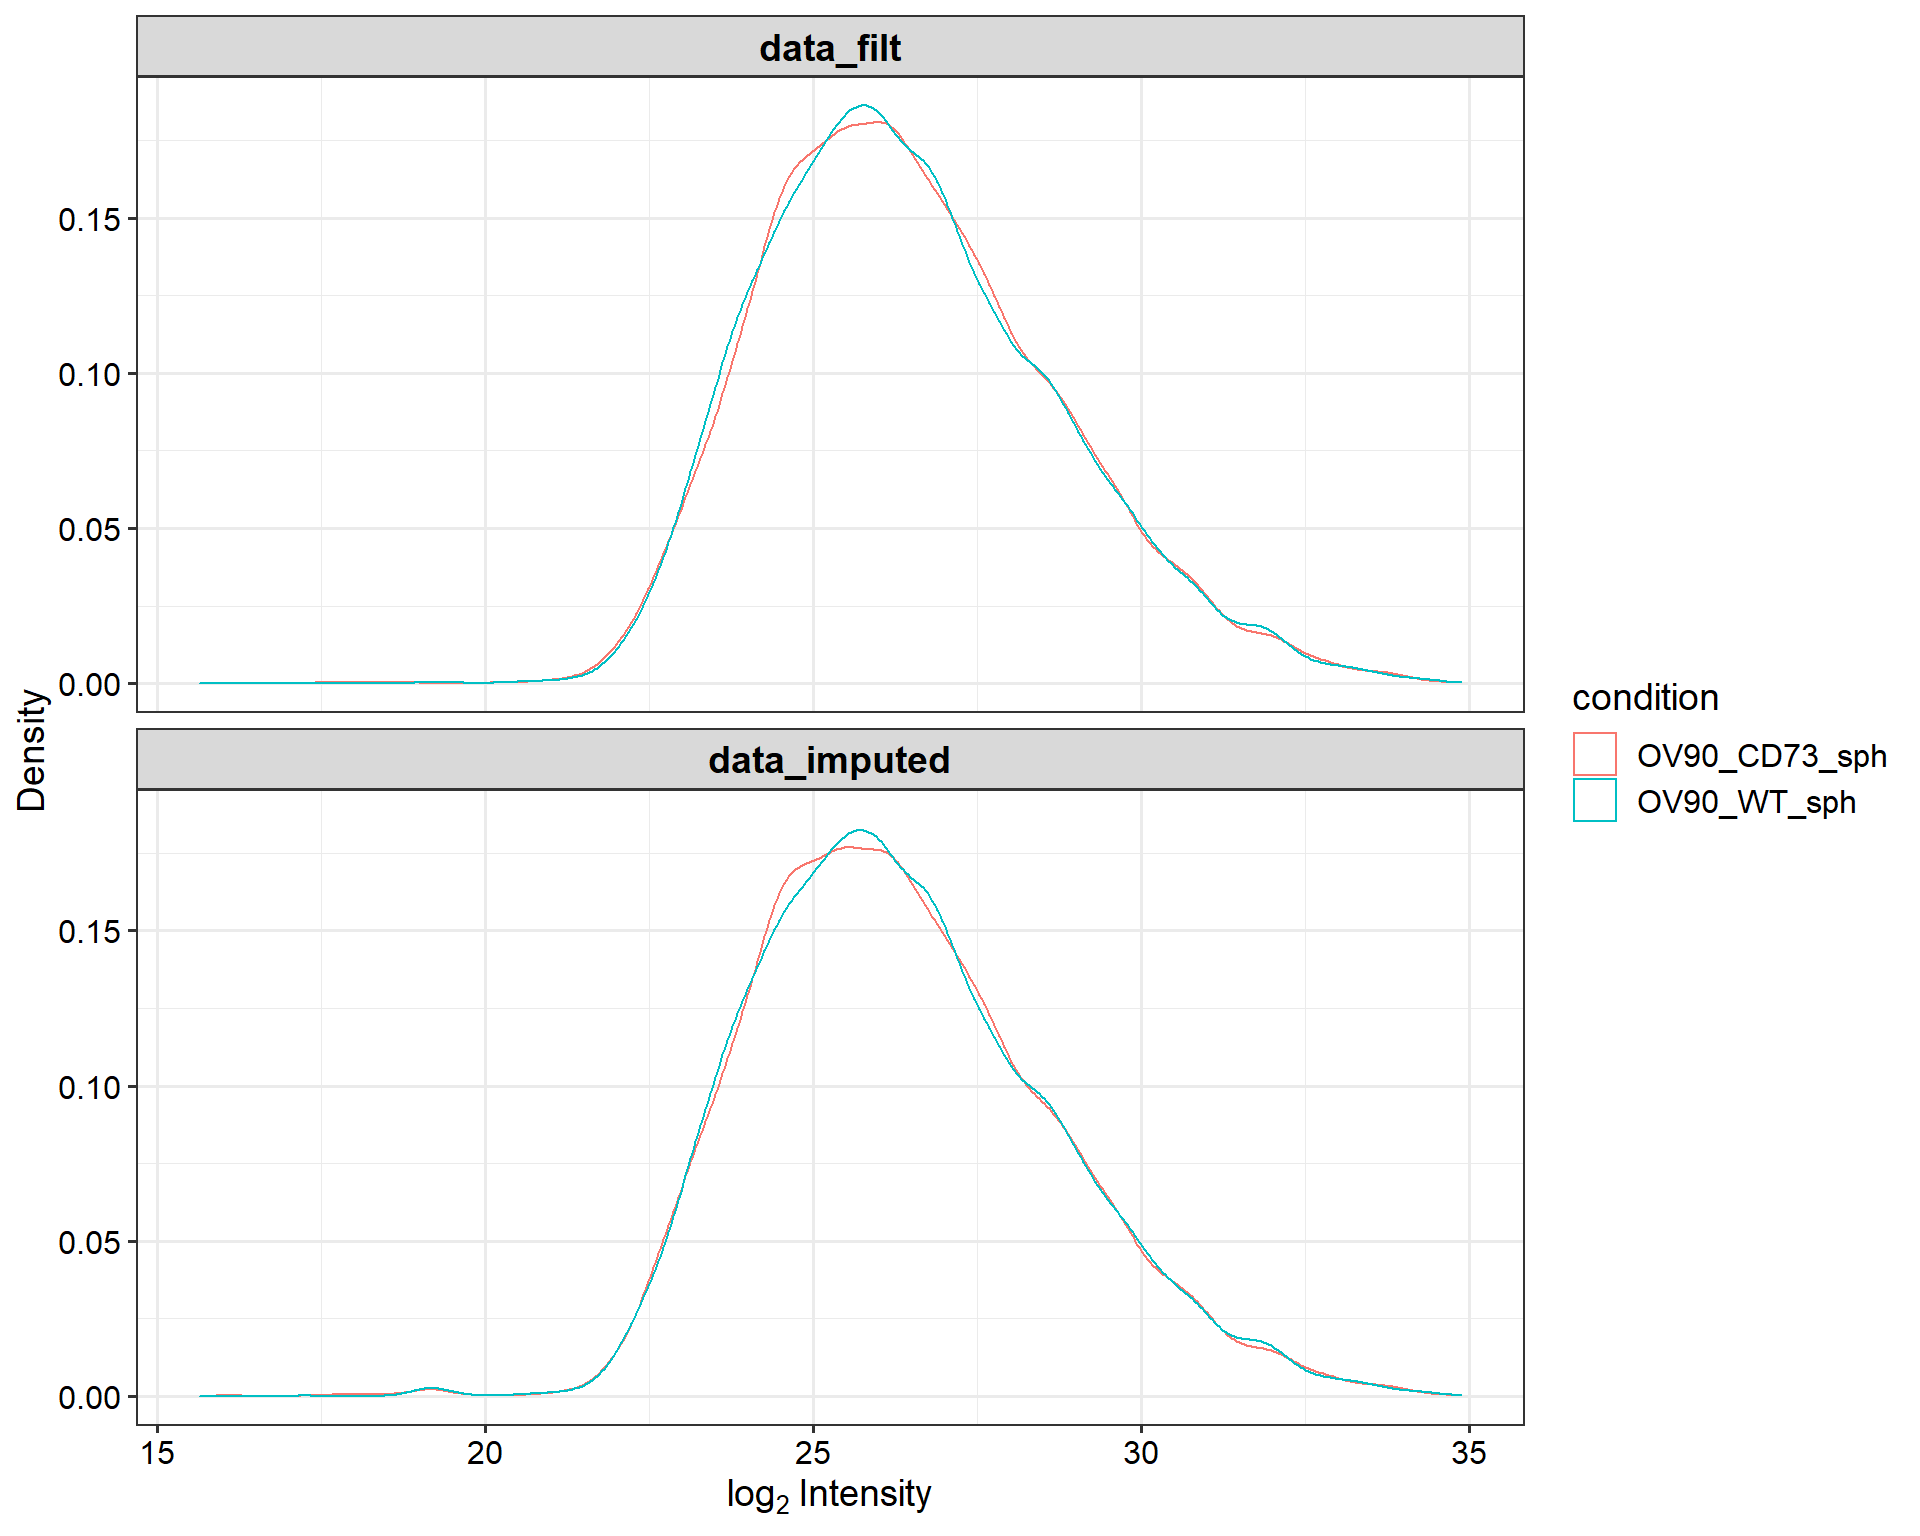 data_filt
0.15
0.10
0.05
0.00
data_imputed
0.15
0.10
0.05
0.00
15 20 25 30 35
log2 Intensity
Density
condition
OV90_CD73_sph
OV90_WT_sph